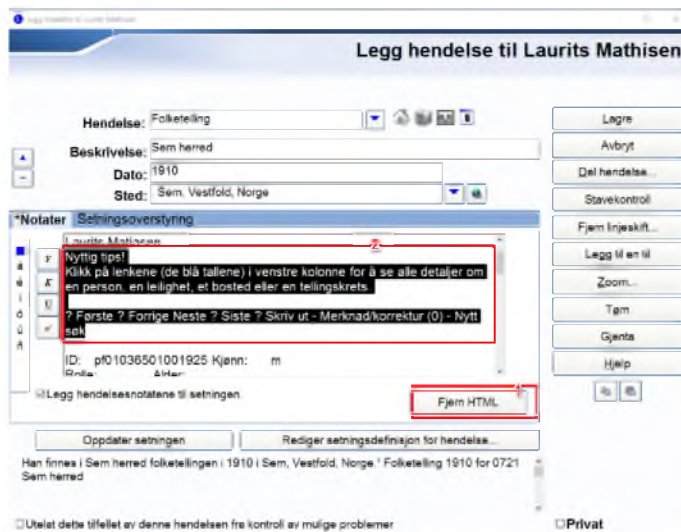 Legg hendelse til Laurits Mathisen
Legg hendelse til Laurits Mathisen
Hendelse: Folketelling
Beskrivelse: Sem herred
Dato: 1910
Sted: Sem, Vestfold, Norge
*Notater Setningsoverstyring
Laurits Mathisen
Nyttig tips!
Klikk på lenkene (de blå tallene) i venstre kolonne for å se alle detaljer om
en person, en leilighet, et bosted eller en tellingskrets.
? Første ? Forrige Neste ? Siste ? Skriv ut - Merknad/korrektur (0) - Nytt
søk
ID: pf01036501001925 Kjønn: m
Rolle: Alder:
Legg hendelsesnotatene til setningen.
Fjern HTML
Oppdater setningen
Rediger setningsdefinisjon for hendelse...
Han finnes i Sem herred folketellingen i 1910 i Sem, Vestfold, Norge.' Folketelling 1910 for 0721
Sem herred
Utelat dette tilfellet av denne hendelsen fra kontroll av mulige problemer
Privat
Lagre
Avbryt
Del hendelse...
Stavekontroll
Fjern linjeskift...
Legg til en til
Zoom...
Tøm
Gjenta
Hjelp